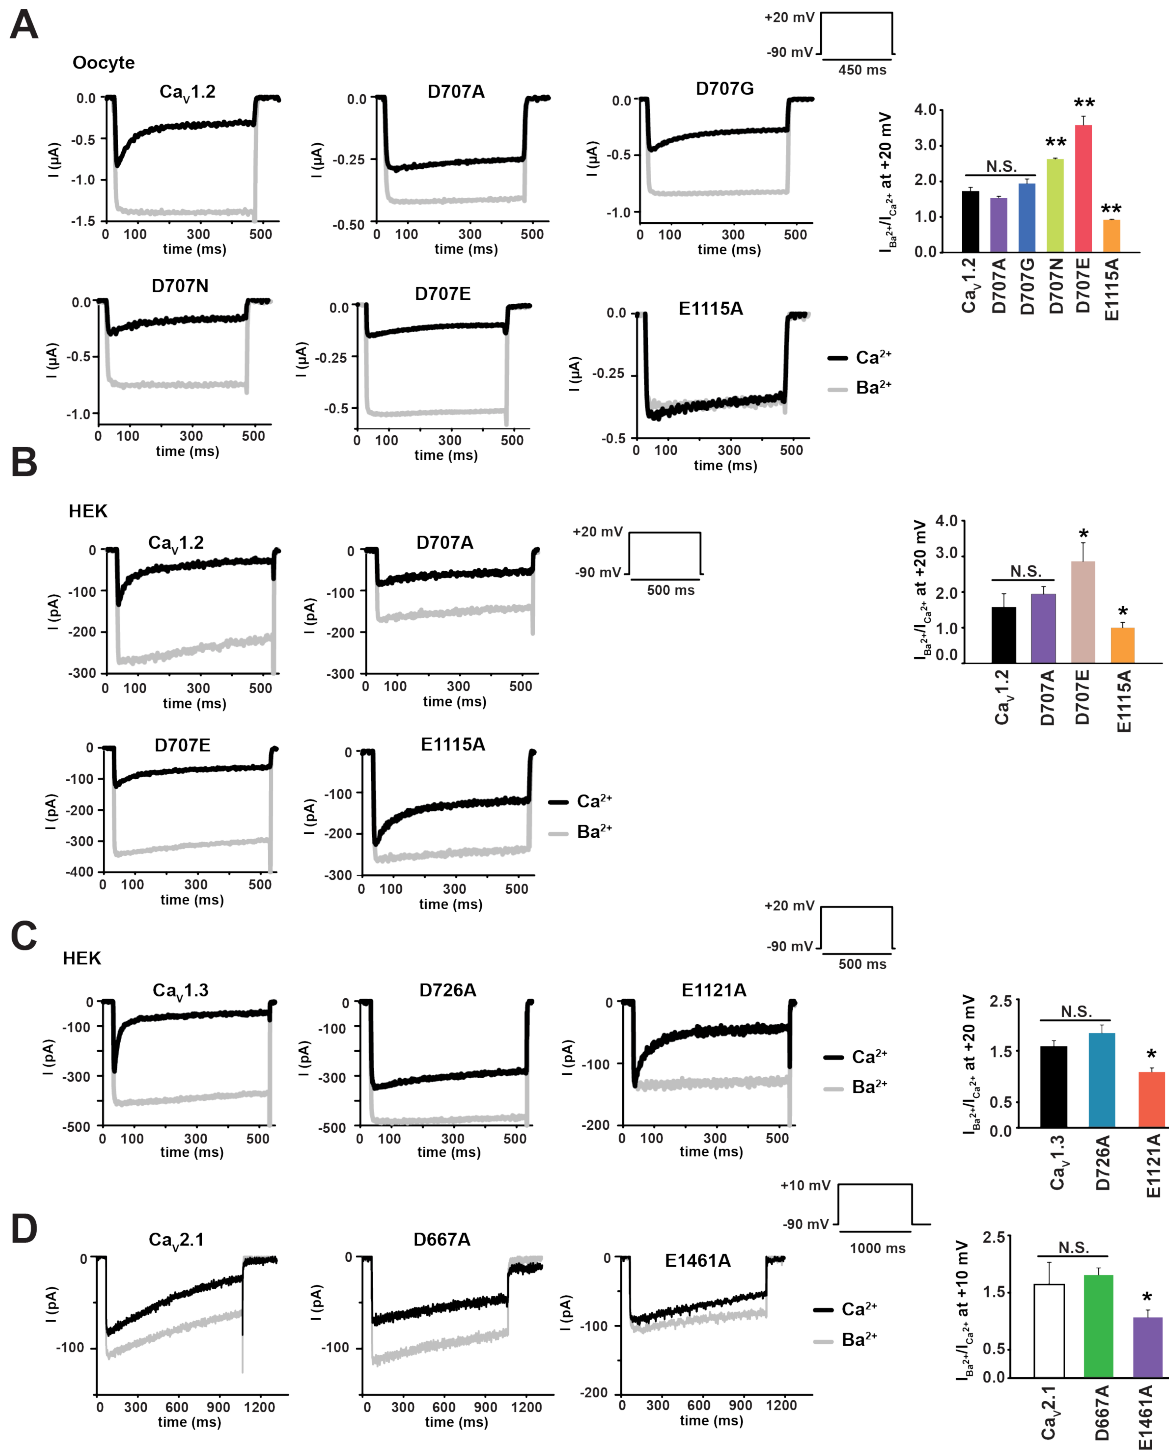 A
Oocyte
+20 mV
-90 mV
450 ms
CaV1.2
0.0
-0.5
-1.0
-1.5
I (µA)
0 100 300 500
time (ms)
D707A
0.0
-0.25
-0.50
I (µA)
0 100 300 500
time (ms)
D707G
0.0
-0.5
-1.0
I (µA)
0 100 300 500
time (ms)
IBa2+/ICa2+ at +20 mV
4.0
3.0
2.0
1.0
0.0
N.S.
**
**
**
CaV1.2
D707A
D707G
D707N
D707E
E1115A
D707N
0.0
-0.5
-1.0
I (µA)
0 100 300 500
time (ms)
D707E
0.0
-0.25
-0.5
I (µA)
0 100 300 500
time (ms)
E1115A
0.0
-0.25
-0.5
I (µA)
0 100 300 500
time (ms)
Ca2+
Ba2+
B
HEK
+20 mV
-90 mV
500 ms
CaV1.2
0
-100
-200
-300
I (pA)
0 100 300 500
time (ms)
D707A
0
-100
-200
-300
I (pA)
0 100 300 500
time (ms)
IBa2+/ICa2+ at +20 mV
4.0
3.0
2.0
1.0
0.0
N.S.
*
*
CaV1.2
D707A
D707E
E1115A
D707E
0
-100
-200
-300
-400
I (pA)
0 100 300 500
time (ms)
E1115A
0
-100
-200
-300
I (pA)
0 100 300 500
time (ms)
Ca2+
Ba2+
C
HEK
+20 mV
-90 mV
500 ms
CaV1.3
0
-100
-300
-500
I (pA)
0 100 300 500
time (ms)
D726A
0
-100
-300
-500
I (pA)
0 100 300 500
time (ms)
E1121A
0
-100
-200
I (pA)
0 100 300 500
time (ms)
Ca2+
Ba2+
IBa2+/ICa2+ at +20 mV
2.5
1.5
0.5
0.0
N.S.
*
CaV1.3
D726A
E1121A
D
+10 mV
-90 mV
1000 ms
CaV2.1
0
-100
I (pA)
0 300 600 900 1200
time (ms)
D667A
0
-100
I (pA)
0 300 600 900 1200
time (ms)
E1461A
0
-100
-200
I (pA)
0 300 600 900 1200
time (ms)
Ca2+
Ba2+
IBa2+/ICa2+ at +10 mV
2.5
1.5
0.5
0.0
N.S.
*
CaV2.1
D667A
E1461A